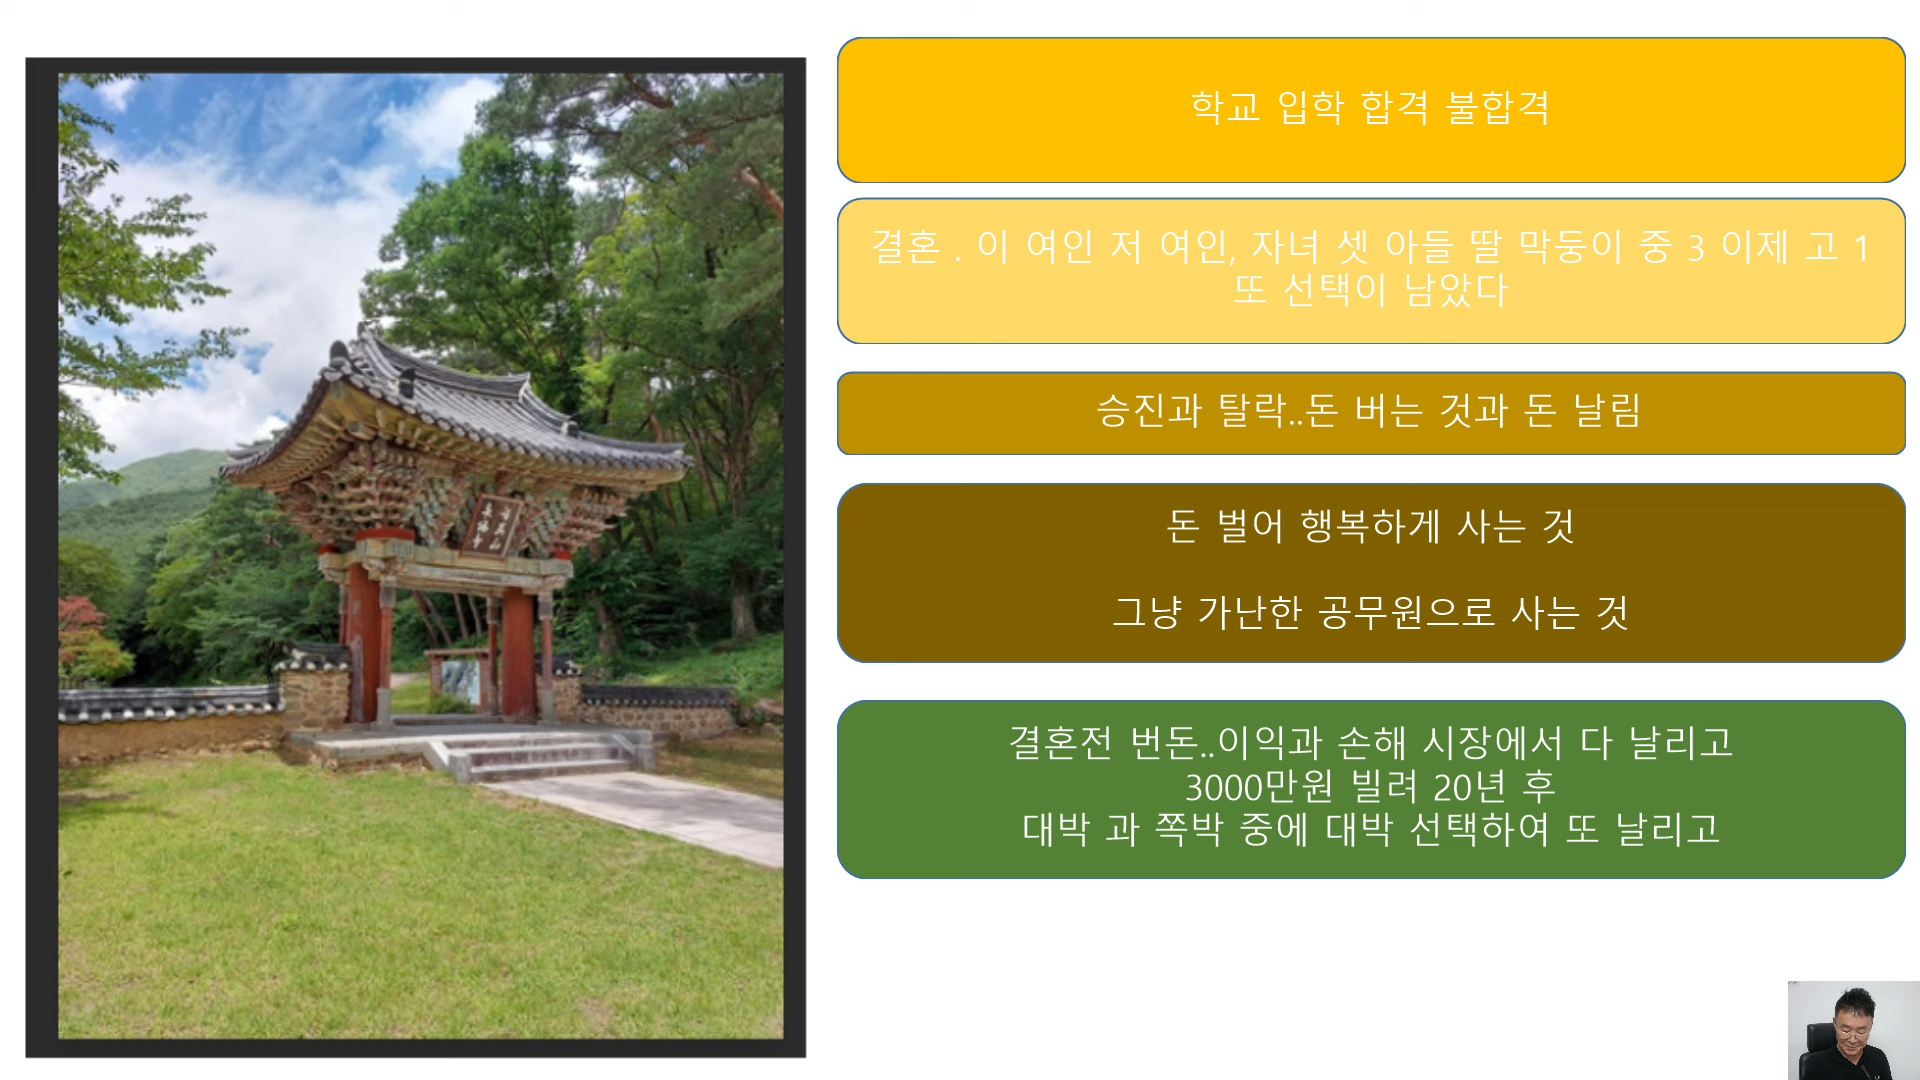 학교 입학 합격 불합격
결혼 . 이 여인 저 여인, 자녀 셋 아들 딸 막둥이 중 3 이제 고 1
또 선택이 남았다
승진과 탈락..돈 버는 것과 돈 날림
돈 벌어 행복하게 사는 것
그냥 가난한 공무원으로 사는 것
결혼전 번돈..이익과 손해 시장에서 다 날리고
3000만원 빌려 20년 후
대박 과 쪽박 중에 대박 선택하여 또 날리고